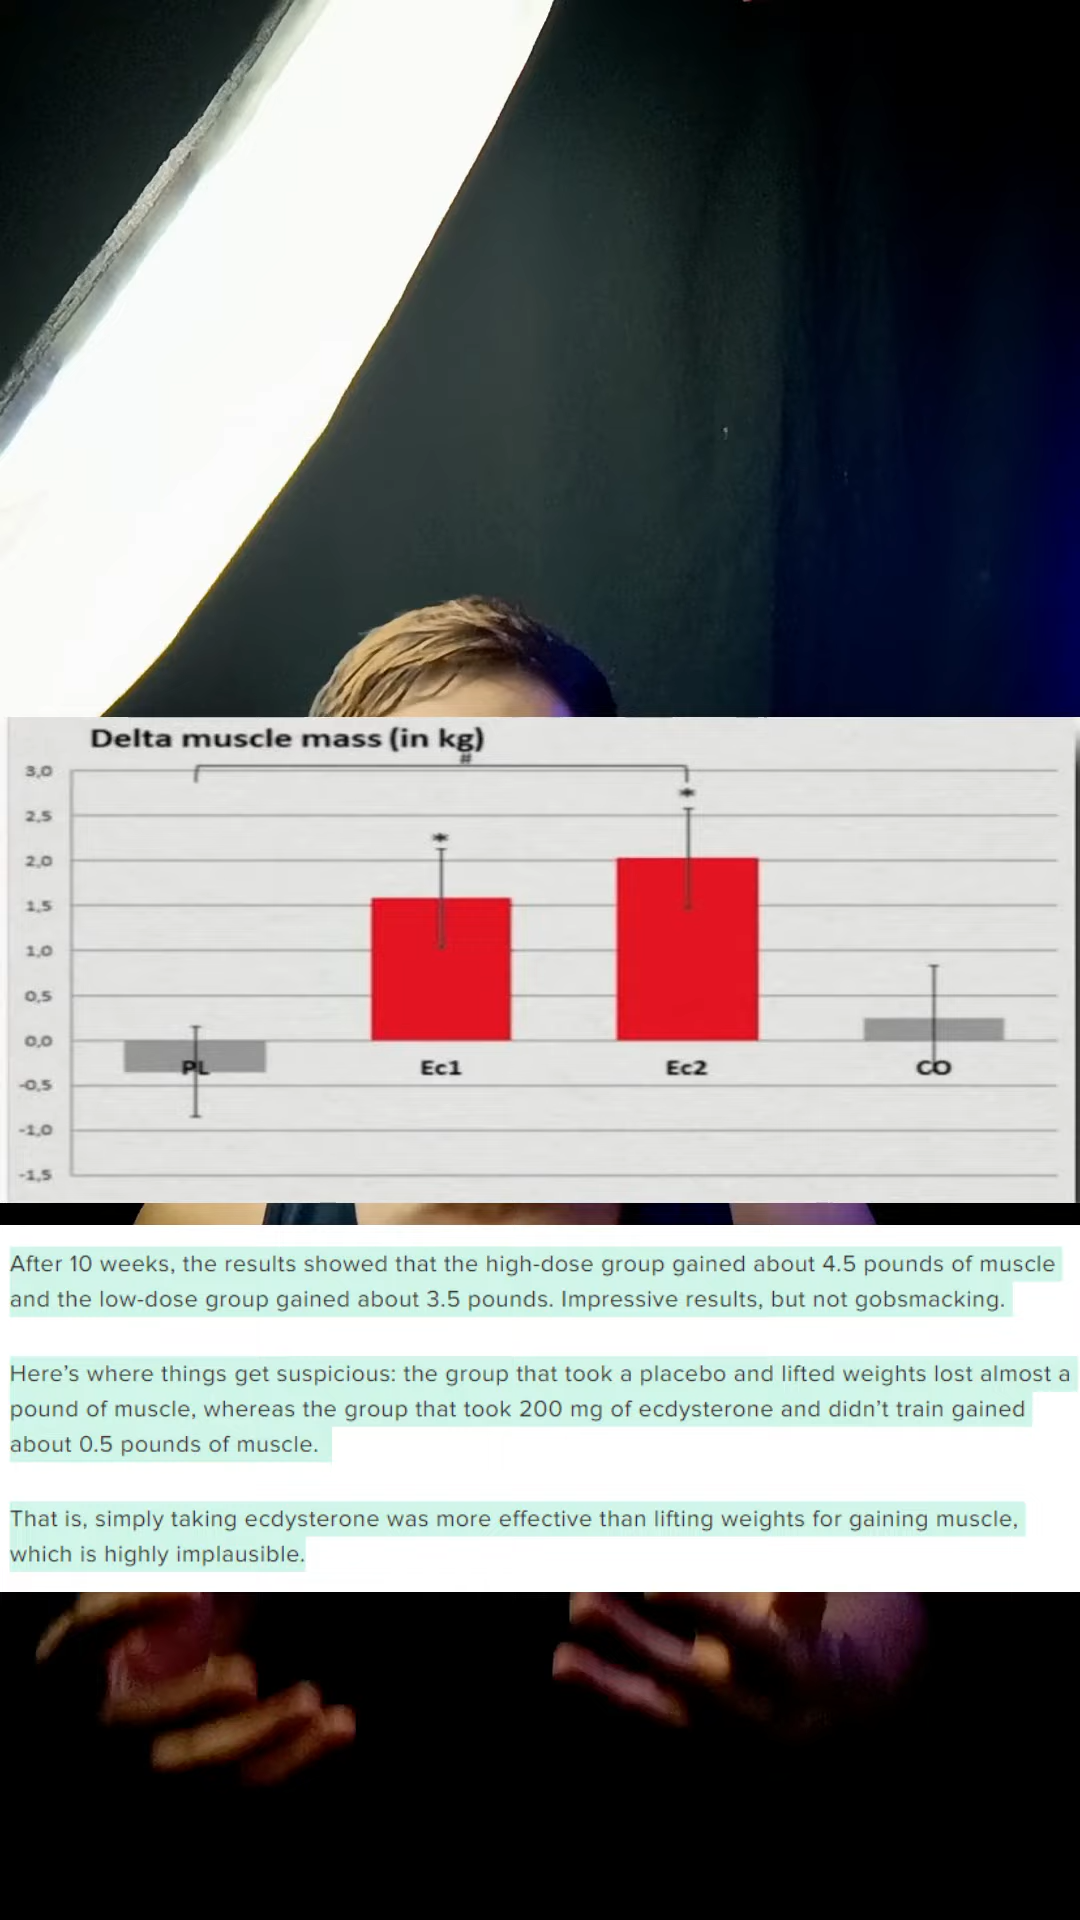 Delta muscle mass (in kg)
#
3,0
*
2,5
*
2,0
1,5
1,0
0,5
0,0
PL Ec1 Ec2 CO
-0,5
-1,0
-1,5
After 10 weeks, the results showed that the high-dose group gained about 4.5 pounds of muscle
and the low-dose group gained about 3.5 pounds. Impressive results, but not gobsmacking.
Here’s where things get suspicious: the group that took a placebo and lifted weights lost almost a
pound of muscle, whereas the group that took 200 mg of ecdysterone and didn’t train gained
about 0.5 pounds of muscle.
That is, simply taking ecdysterone was more effective than lifting weights for gaining muscle,
which is highly implausible.